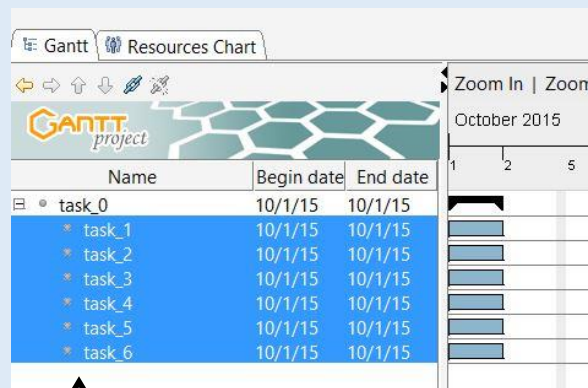 Gantt Resources Chart
Zoom In | Zoom
GANTT project
October 2015
Name Begin date End date 1 2 5
task_0 10/1/15 10/1/15
task_1 10/1/15 10/1/15
task_2 10/1/15 10/1/15
task_3 10/1/15 10/1/15
task_4 10/1/15 10/1/15
task_5 10/1/15 10/1/15
task_6 10/1/15 10/1/15